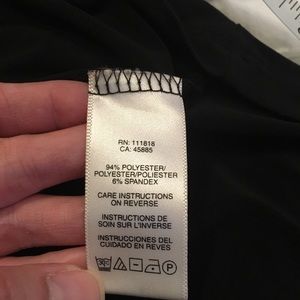 RN: 111818
CA: 45885
94% POLYESTER/
POLYESTER/POLIESTER
6% SPANDEX
CARE INSTRUCTIONS
ON REVERSE
INSTRUCTIONS DE
SOIN SUR L'INVERSE
INSTRUCCIONES DEL
CUIDADO EN REVES